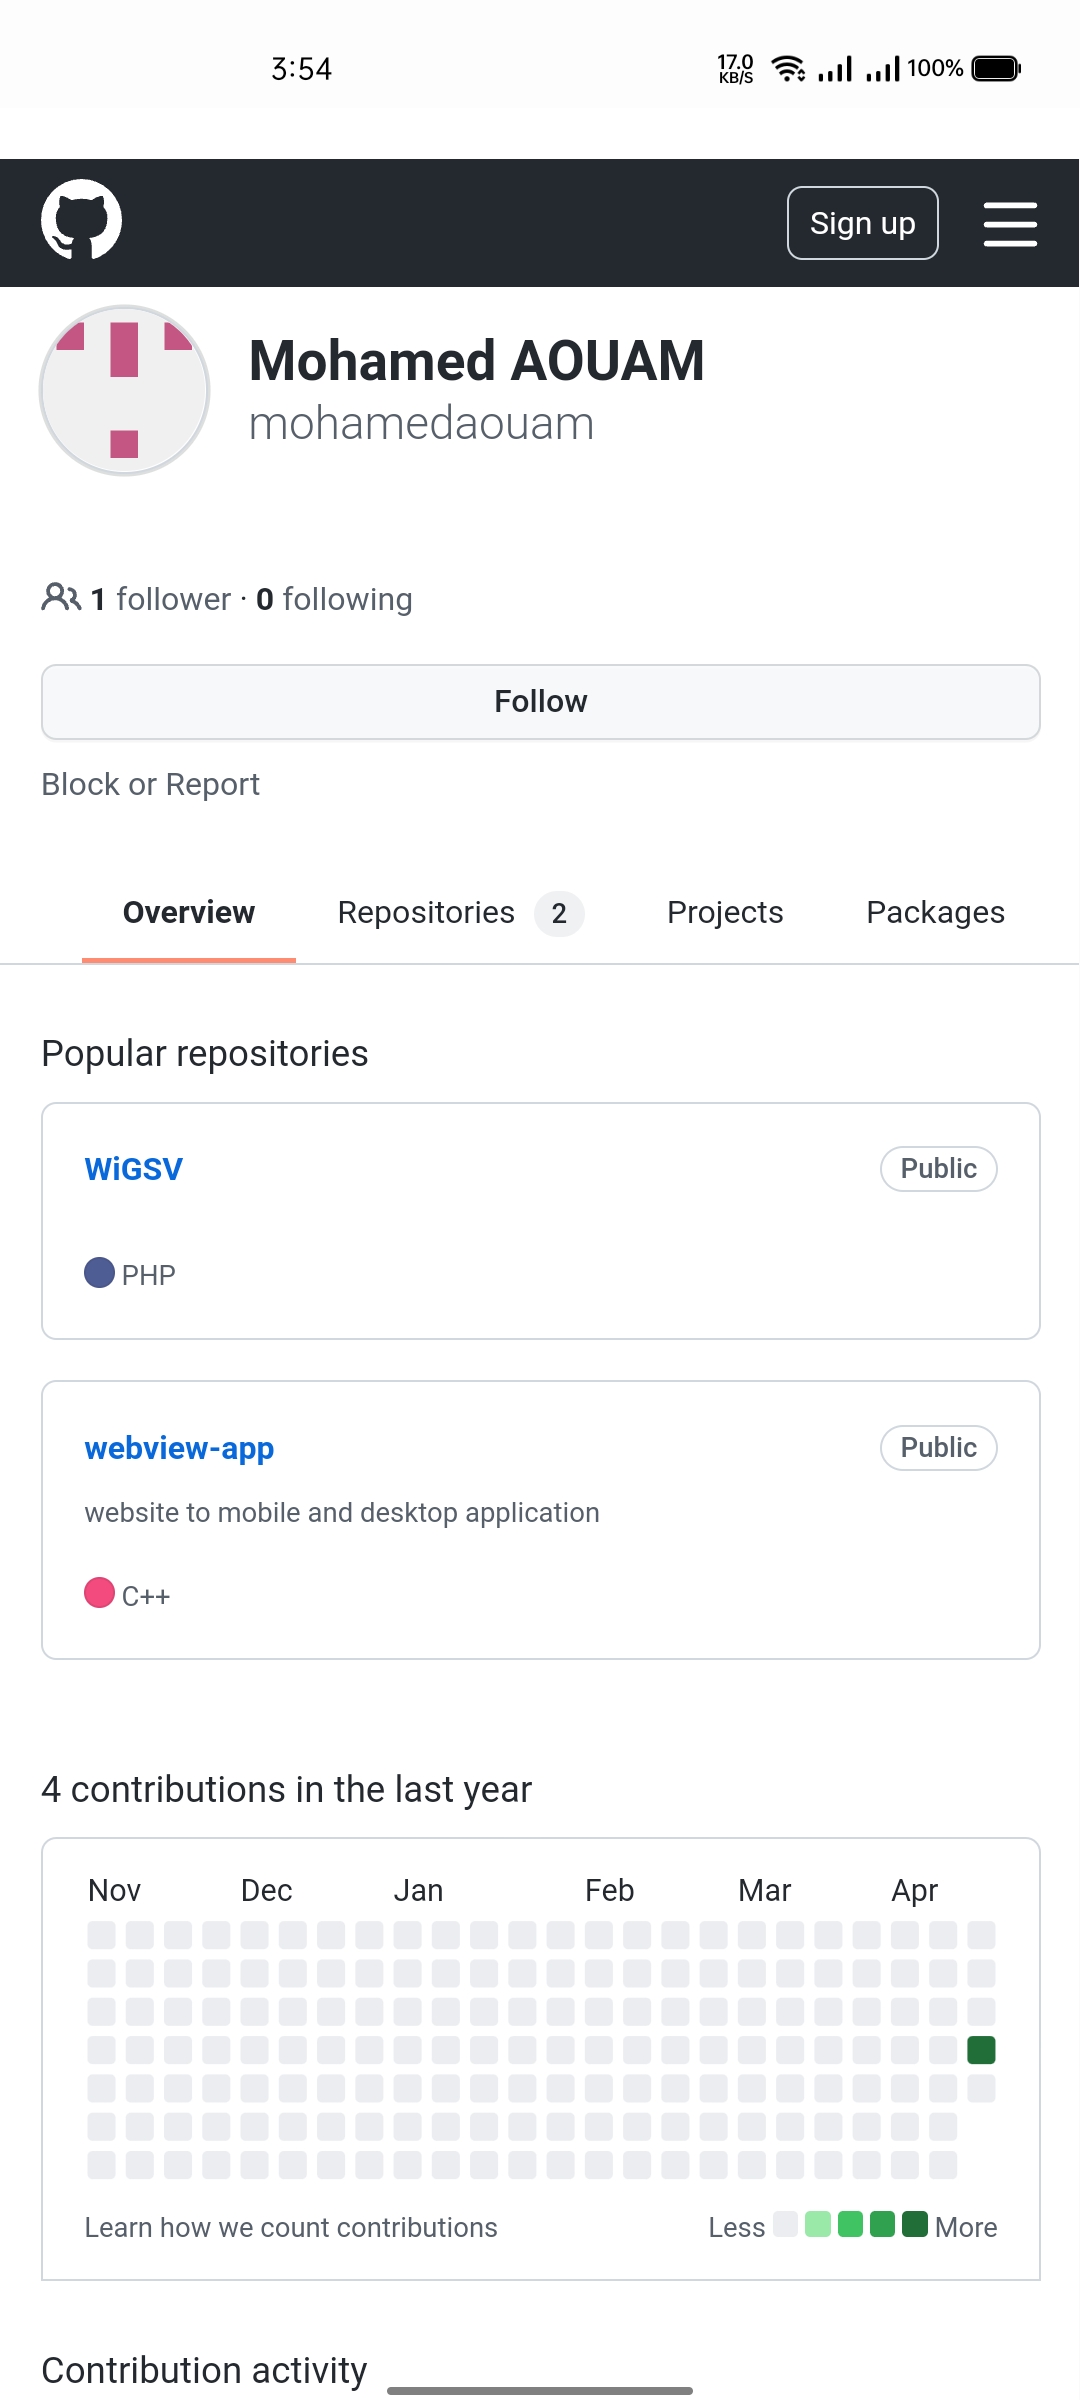 3:54
17.0
KB/S
100%
Sign up
Mohamed AOUAM
mohamedaouam
1 follower · 0 following
Follow
Block or Report
Overview Repositories 2 Projects Packages
Popular repositories
WiGSV Public
PHP
webview-app Public
website to mobile and desktop application
C++
4 contributions in the last year
Nov Dec Jan Feb Mar Apr
Learn how we count contributions Less More
Contribution activity